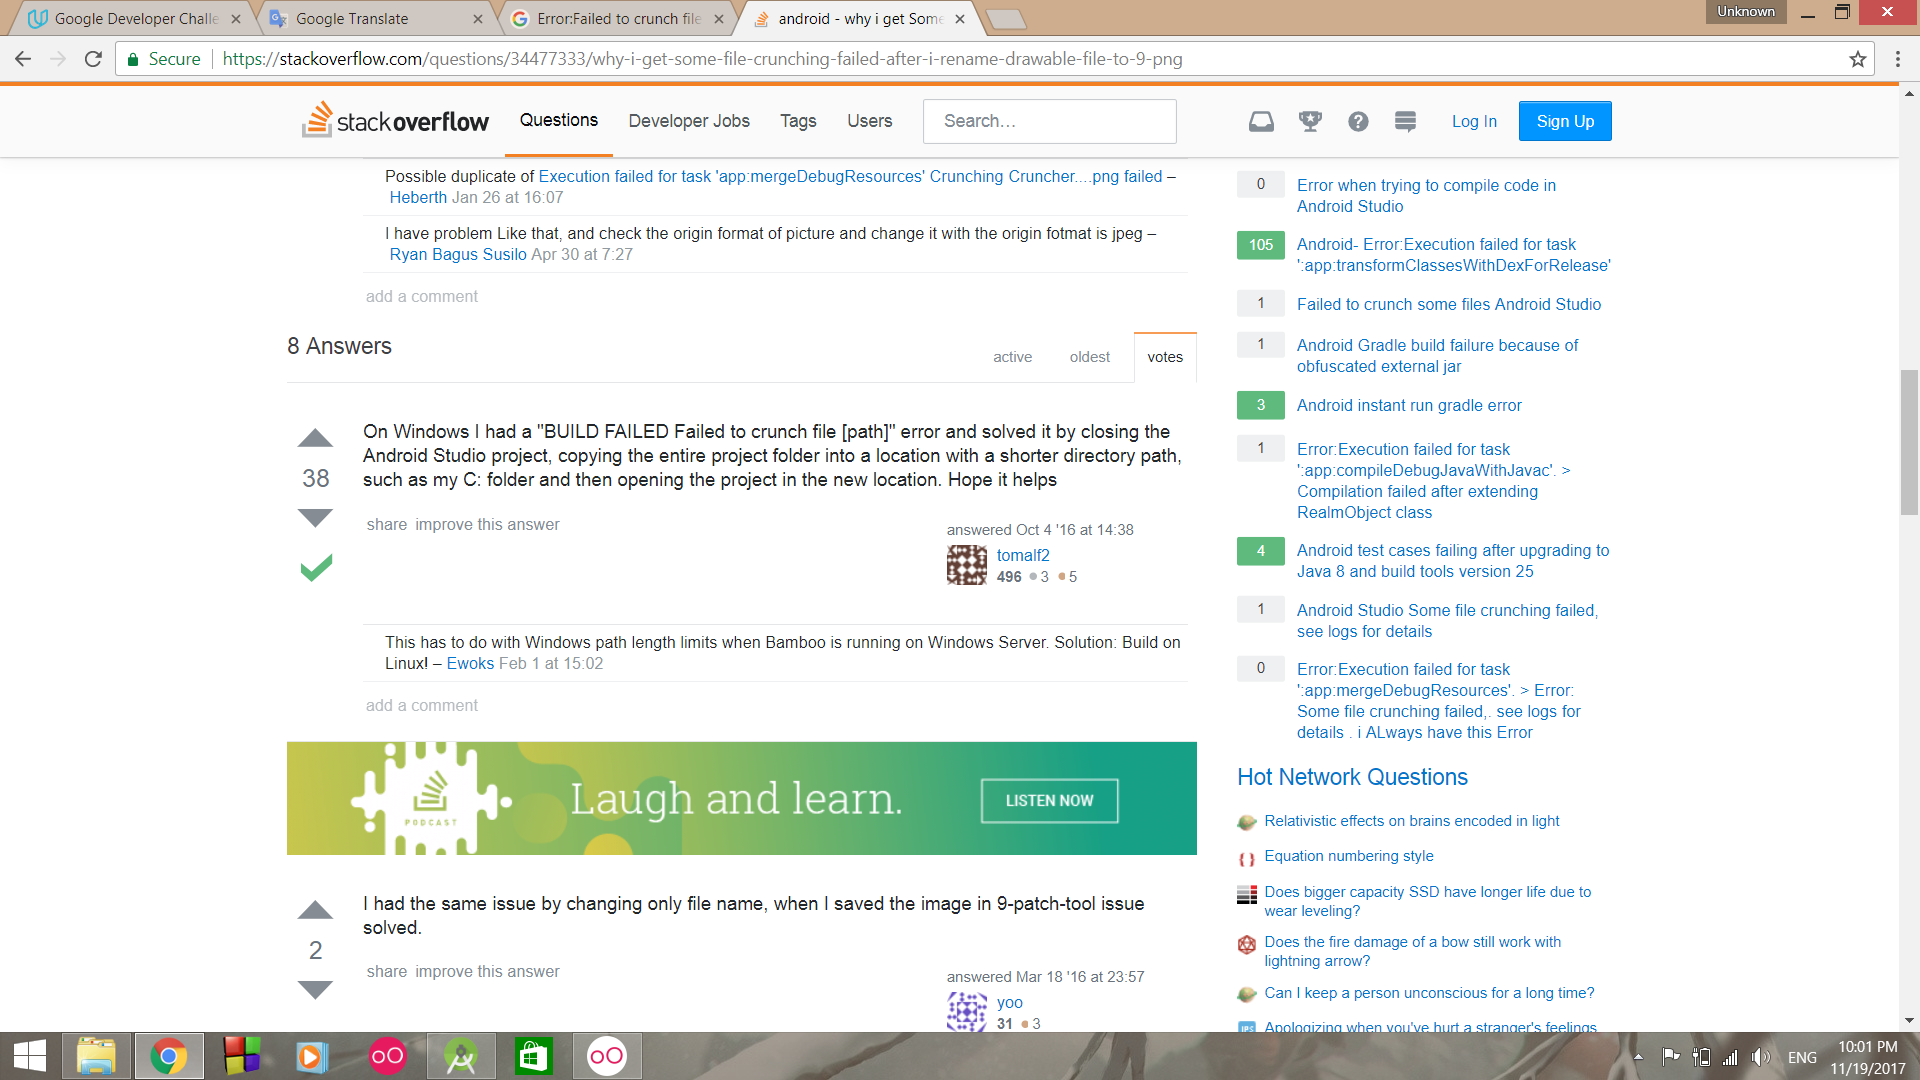 Google Developer Challe
Google Translate
Error:Failed to crunch file
android - why i get Some
Unknown
Secure
https://stackoverflow.com/questions/34477333/why-i-get-some-file-crunching-failed-after-i-rename-drawable-file-to-9-png
stackoverflow
Questions
Developer Jobs
Tags
Users
Search...
Log In
Sign Up
Possible duplicate of Execution failed for task 'app:mergeDebugResources' Crunching Cruncher....png failed –
Heberth Jan 26 at 16:07
I have problem Like that, and check the origin format of picture and change it with the origin fotmat is jpeg –
Ryan Bagus Susilo Apr 30 at 7:27
add a comment
8 Answers
active
oldest
votes
38
On Windows I had a "BUILD FAILED Failed to crunch file [path]" error and solved it by closing the
Android Studio project, copying the entire project folder into a location with a shorter directory path,
such as my C: folder and then opening the project in the new location. Hope it helps
share improve this answer
answered Oct 4 '16 at 14:38
tomalf2
496 3 5
This has to do with Windows path length limits when Bamboo is running on Windows Server. Solution: Build on
Linux! – Ewoks Feb 1 at 15:02
add a comment
PODCAST
Laugh and learn.
LISTEN NOW
2
I had the same issue by changing only file name, when I saved the image in 9-patch-tool issue
solved.
share improve this answer
answered Mar 18 '16 at 23:57
yoo
31 3
0 Error when trying to compile code in
Android Studio
105 Android- Error:Execution failed for task
':app:transformClassesWithDexForRelease'
1 Failed to crunch some files Android Studio
1 Android Gradle build failure because of
obfuscated external jar
3 Android instant run gradle error
1 Error:Execution failed for task
':app:compileDebugJavaWithJavac'. >
Compilation failed after extending
RealmObject class
4 Android test cases failing after upgrading to
Java 8 and build tools version 25
1 Android Studio Some file crunching failed,
see logs for details
0 Error:Execution failed for task
':app:mergeDebugResources'. > Error:
Some file crunching failed,. see logs for
details . i ALways have this Error
Hot Network Questions
Relativistic effects on brains encoded in light
Equation numbering style
Does bigger capacity SSD have longer life due to
wear leveling?
Does the fire damage of a bow still work with
lightning arrow?
Can I keep a person unconscious for a long time?
Apologizing when you've hurt a stranger's feelings
ENG
10:01 PM
11/19/2017